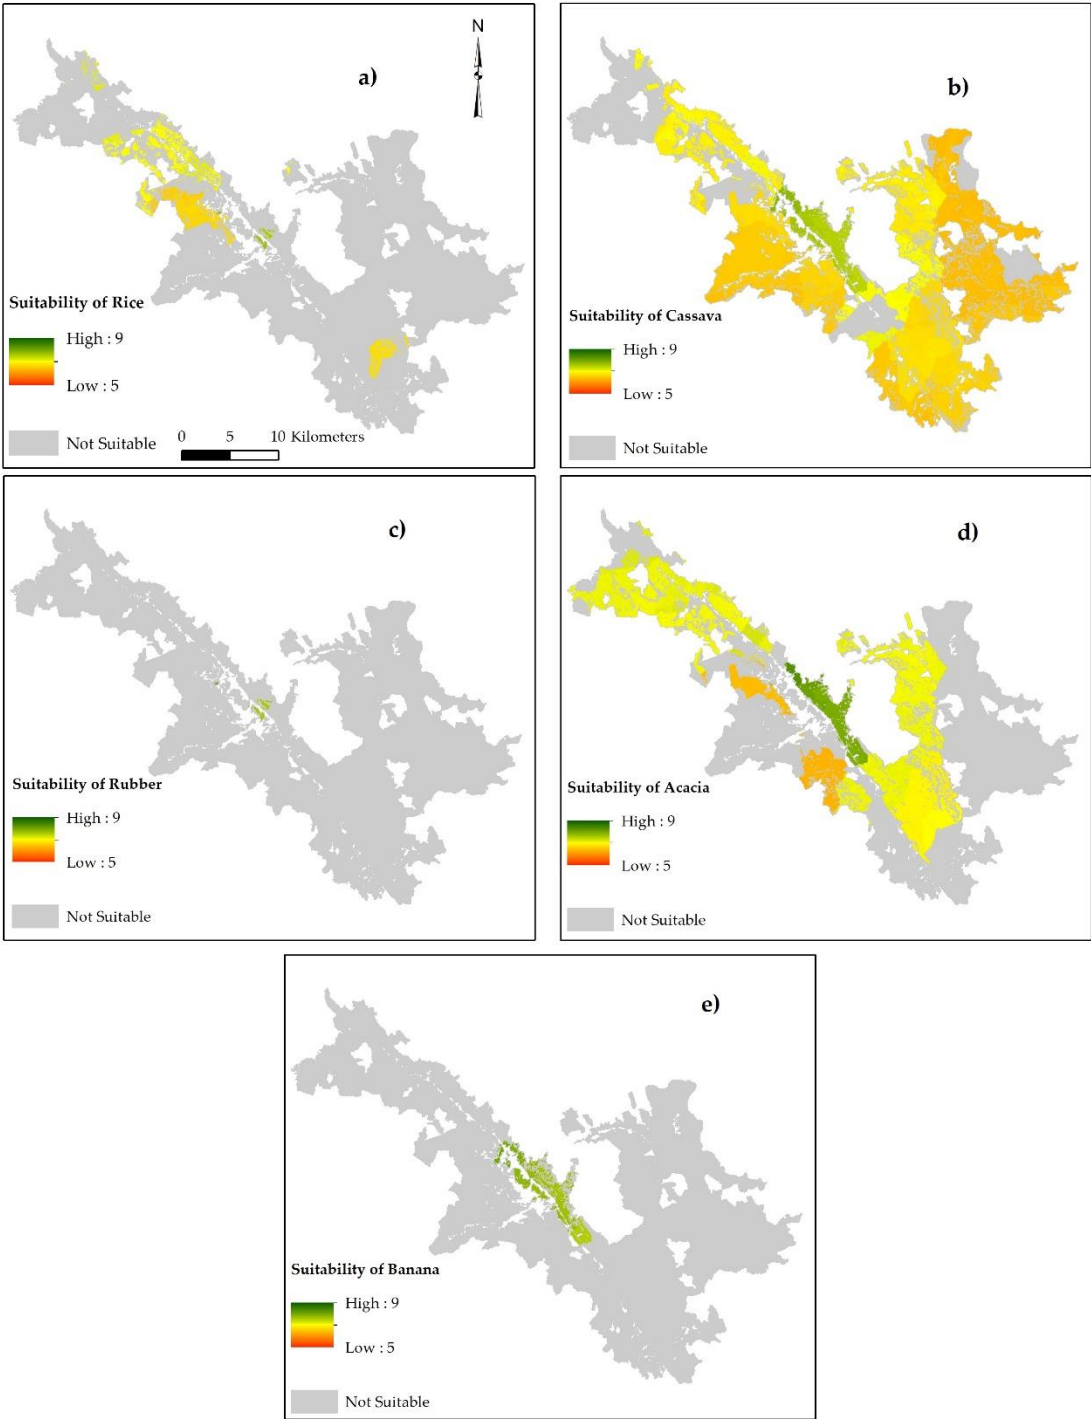 N
a)
Suitability of Rice
High : 9
Low : 5
Not Suitable
0 5 10 Kilometers
b)
Suitability of Cassava
High : 9
Low : 5
Not Suitable
c)
Suitability of Rubber
High : 9
Low : 5
Not Suitable
d)
Suitability of Acacia
High : 9
Low : 5
Not Suitable
e)
Suitability of Banana
High : 9
Low : 5
Not Suitable